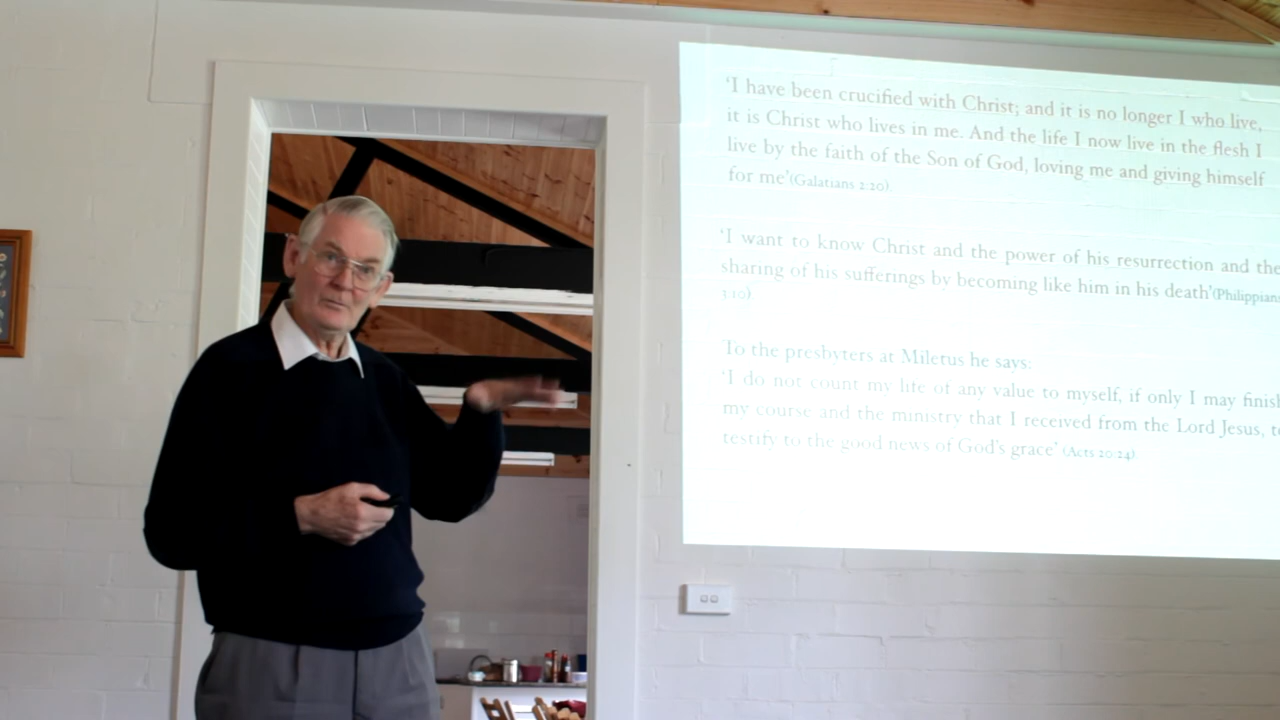 ‘I have been crucified with Christ; and it is no longer I who live,
it is Christ who lives in me. And the life I now live in the flesh I
live by the faith of the Son of God, loving me and giving himself
for me’(Galatians 2:20).
‘I want to know Christ and the power of his resurrection and the
sharing of his sufferings by becoming like him in his death’(Philippians
3:10).
To the presbyters at Miletus he says:
‘I do not count my life of any value to myself, if only I may finish
my course and the ministry that I received from the Lord Jesus, to
testify to the good news of God’s grace’ (Acts 20:24).